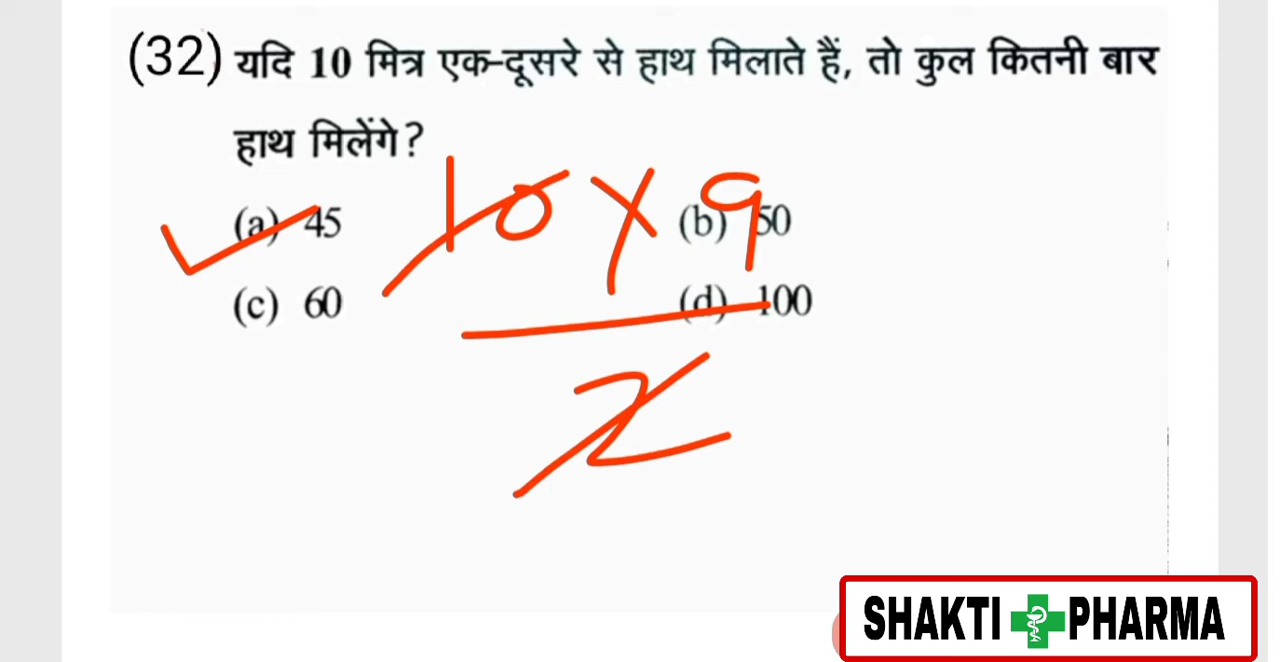 (32) यदि 10 मित्र एक-दूसरे से हाथ मिलाते हैं, तो कुल कितनी बार
हाथ मिलेंगे?
(a) 45
(b) 50
(c) 60
(d) 100
10 x 9
2
SHAKTI PHARMA